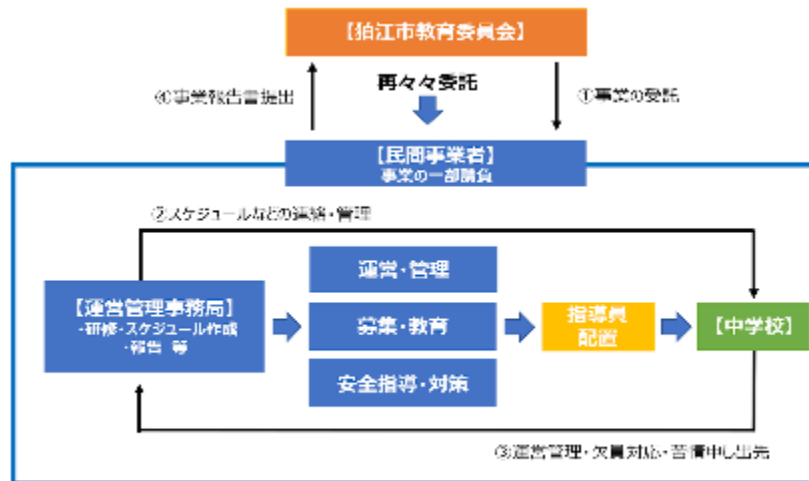 【狛江市教育委員会】
④事業報告書提出
再々々委託
①事業の受託
【民間事業者】
事業の一部請負
②スケジュールなどの連絡・管理
運営・管理
【運営管理事務局】
・研修・スケジュール作成
・報告 等
募集・教育
指導員
配置
【中学校】
安全指導・対策
③運営管理・欠員対応・苦情申し出先